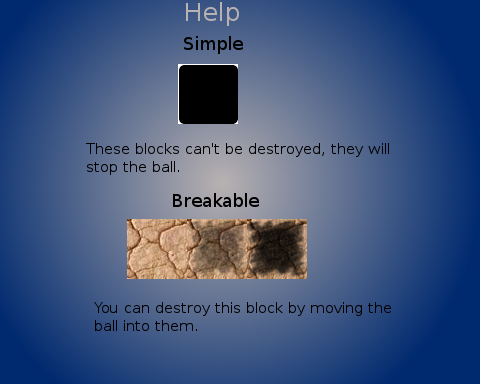 Help
Simple
These blocks can't be destroyed, they will
stop the ball.
Breakable
You can destroy this block by moving the
ball into them.